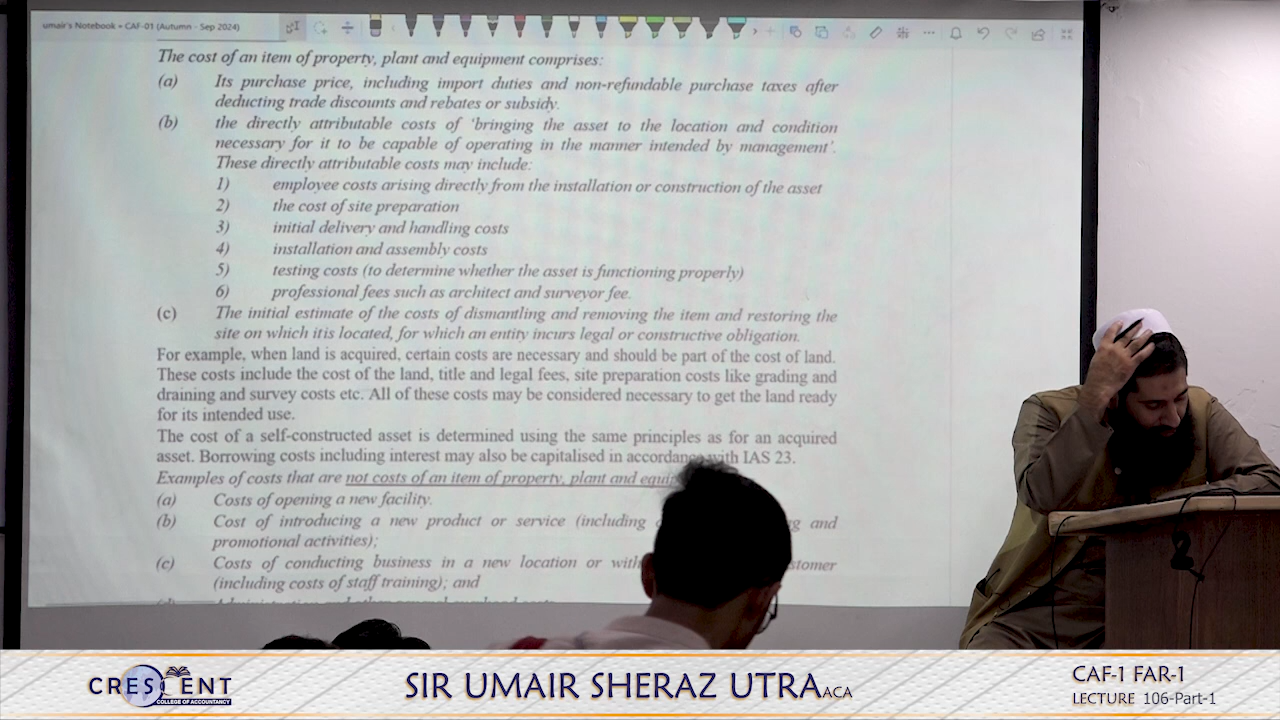 umair's Notebook • CAF-01 (Autumn - Sep 2024)
The cost of an item of property, plant and equipment comprises:
(a) Its purchase price, including import duties and non-refundable purchase taxes after
deducting trade discounts and rebates or subsidy.
(b) the directly attributable costs of ‘bringing the asset to the location and condition
necessary for it to be capable of operating in the manner intended by management’.
These directly attributable costs may include:
1) employee costs arising directly from the installation or construction of the asset
2) the cost of site preparation
3) initial delivery and handling costs
4) installation and assembly costs
5) testing costs (to determine whether the asset is functioning properly)
6) professional fees such as architect and surveyor fee.
(c) The initial estimate of the costs of dismantling and removing the item and restoring the
site on which itis located, for which an entity incurs legal or constructive obligation.
For example, when land is acquired, certain costs are necessary and should be part of the cost of land.
These costs include the cost of the land, title and legal fees, site preparation costs like grading and
draining and survey costs etc. All of these costs may be considered necessary to get the land ready
for its intended use.
The cost of a self-constructed asset is determined using the same principles as for an acquired
asset. Borrowing costs including interest may also be capitalised in accordance with IAS 23.
Examples of costs that are not costs of an item of property, plant and
(a) Costs of opening a new facility.
(b) Cost of introducing a new product or service (including and
promotional activities);
(c) Costs of conducting business in a new location or with
(including costs of staff training); and
2
CRESCENT
COLLEGE OF ACCOUNTANCY
SIR UMAIR SHERAZ UTRA ACA
CAF-1 FAR-1
LECTURE 106-Part-1